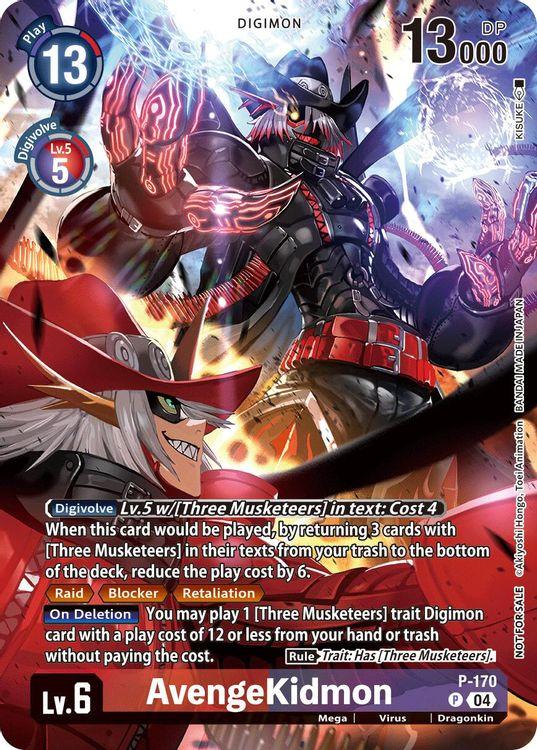 DIGIMON
Play
13
13000
DP
Digivolve
Lv.5
5
KISUKE
Digivolve Lv.5 w/[Three Musketeers] in text: Cost 4
When this card would be played, by returning 3 cards with
[Three Musketeers] in their texts from your trash to the bottom
of the deck, reduce the play cost by 6.
Raid Blocker Retaliation
On Deletion You may play 1 [Three Musketeers] trait Digimon
card with a play cost of 12 or less from your hand or trash
without paying the cost.
Rule Trait: Has [Three Musketeers].
NOT FOR SALE ©Akiyoshi Hongo, Toei Animation BANDAI MADE IN JAPAN
Lv.6
AvengeKidmon
P-170
P 04
Mega Virus Dragonkin